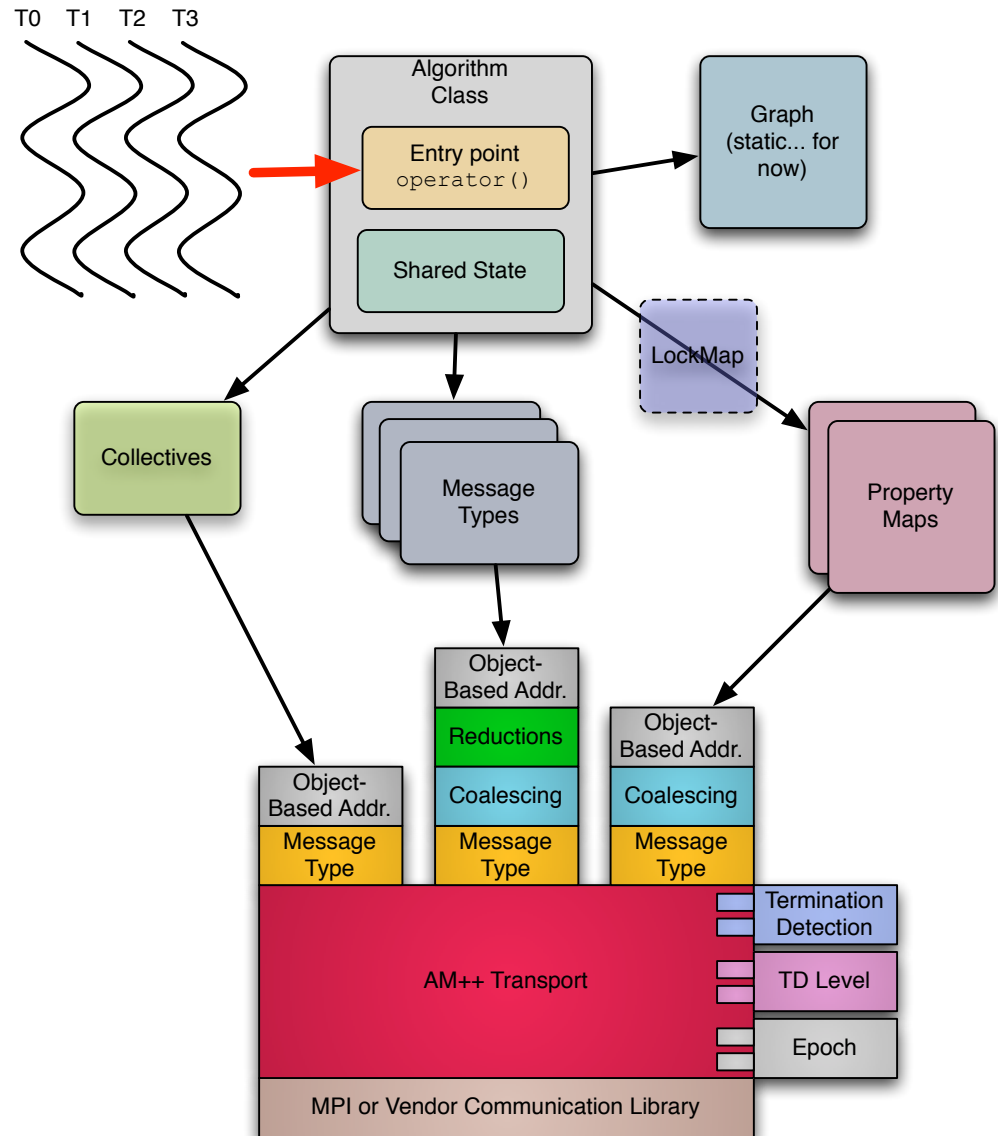 T0 T1 T2 T3
Algorithm
Class
Entry point
operator()
Shared State
Graph
(static... for
now)
LockMap
Collectives
Message
Types
Property
Maps
Object-
Based Addr.
Message
Type
Object-
Based Addr.
Reductions
Coalescing
Message
Type
Object-
Based Addr.
Coalescing
Message
Type
AM++ Transport
Termination
Detection
TD Level
Epoch
MPI or Vendor Communication Library